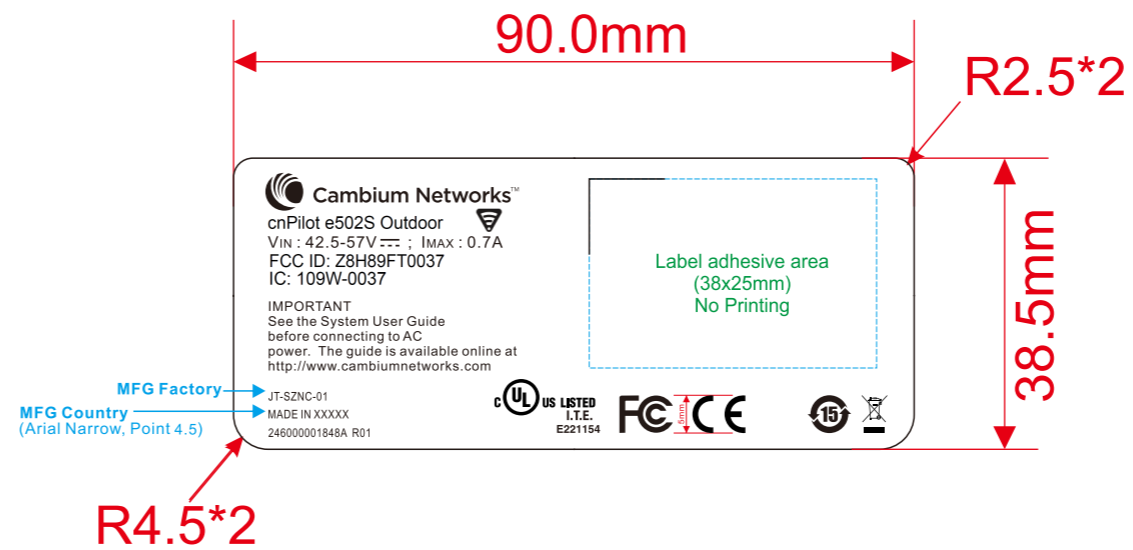 90.0mm
R2.5*2
Cambium Networks™
cnPilot e502S Outdoor
VIN : 42.5-57V ; IMAX : 0.7A
FCC ID: Z8H89FT0037
IC: 109W-0037
IMPORTANT
See the System User Guide
before connecting to AC
power. The guide is available online at
http://www.cambiumnetworks.com
Label adhesive area
(38x25mm)
No Printing
38.5mm
MFG Factory
JT-SZNC-01
MFG Country
MADE IN XXXXX
(Arial Narrow, Point 4.5)
246000001848A R01
c UL US LISTED
I.T.E.
E221154
FC
5mm
CE
15
R4.5*2